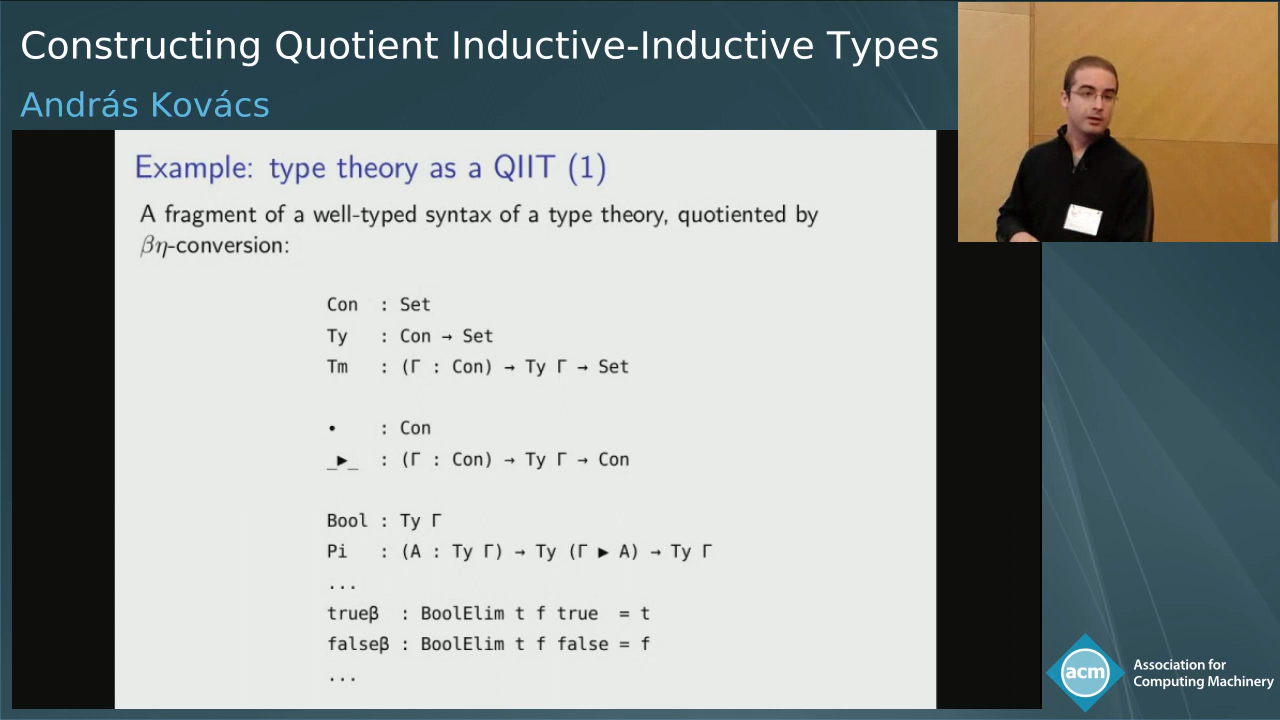 Constructing Quotient Inductive-Inductive Types
András Kovács
Example: type theory as a QIIT (1)
A fragment of a well-typed syntax of a type theory, quotiented by
βη-conversion:
Con : Set
Ty : Con → Set
Tm : (Γ : Con) → Ty Γ → Set
• : Con
_▶_ : (Γ : Con) → Ty Γ → Con
Bool : Ty Γ
Pi : (A : Ty Γ) → Ty (Γ ▶ A) → Ty Γ
...
trueβ : BoolElim t f true = t
falseβ : BoolElim t f false = f
...
acm
Association for
Computing Machinery